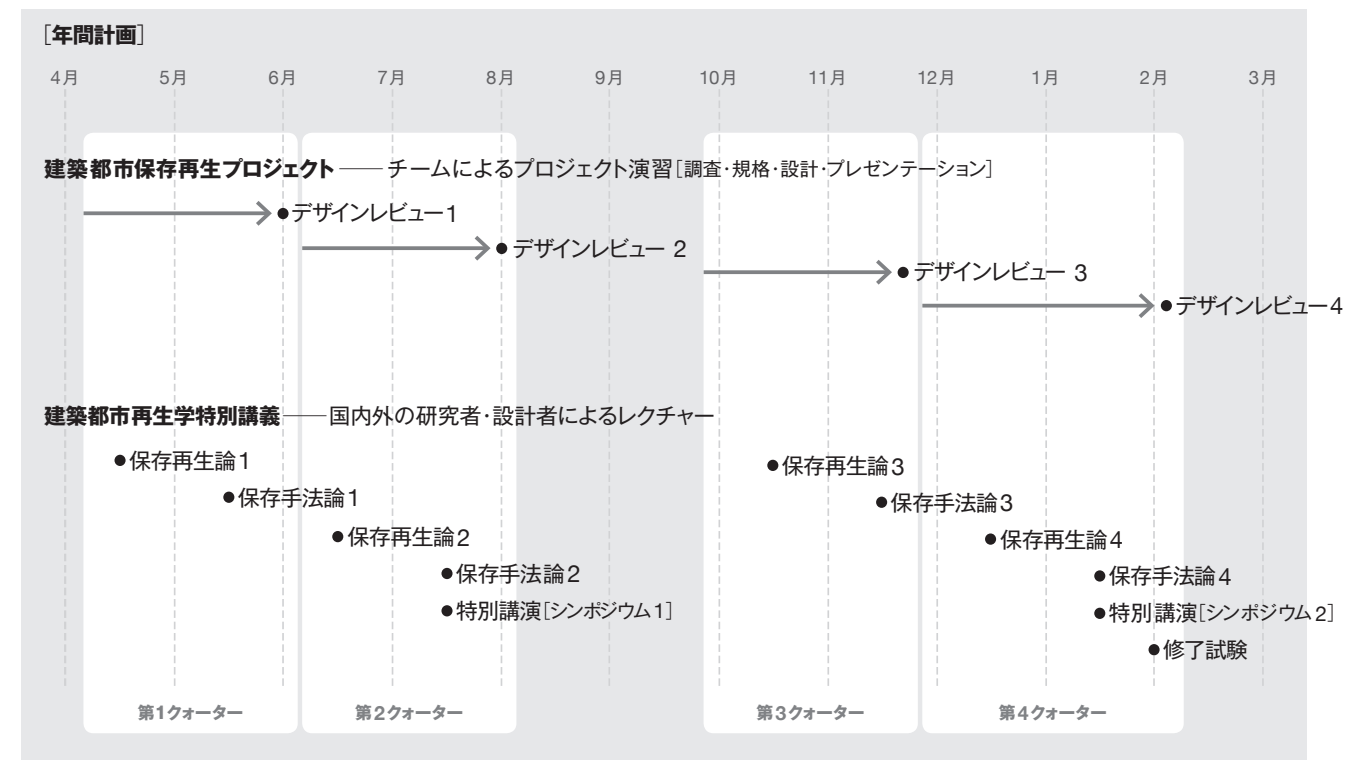 [年間計画]
4月 5月 6月 7月 8月 9月 10月 11月 12月 1月 2月 3月
建築都市保存再生プロジェクト——チームによるプロジェクト演習[調査・規格・設計・プレゼンテーション]
●デザインレビュー1
●デザインレビュー 2
●デザインレビュー 3
●デザインレビュー4
建築都市再生学特別講義——国内外の研究者・設計者によるレクチャー
●保存再生論1
●保存再生論3
●保存手法論1
●保存手法論3
●保存再生論2
●保存再生論4
●保存手法論2
●保存手法論4
●特別講演[シンポジウム1]
●特別講演[シンポジウム2]
●修了試験
第1クォーター 第2クォーター 第3クォーター 第4クォーター